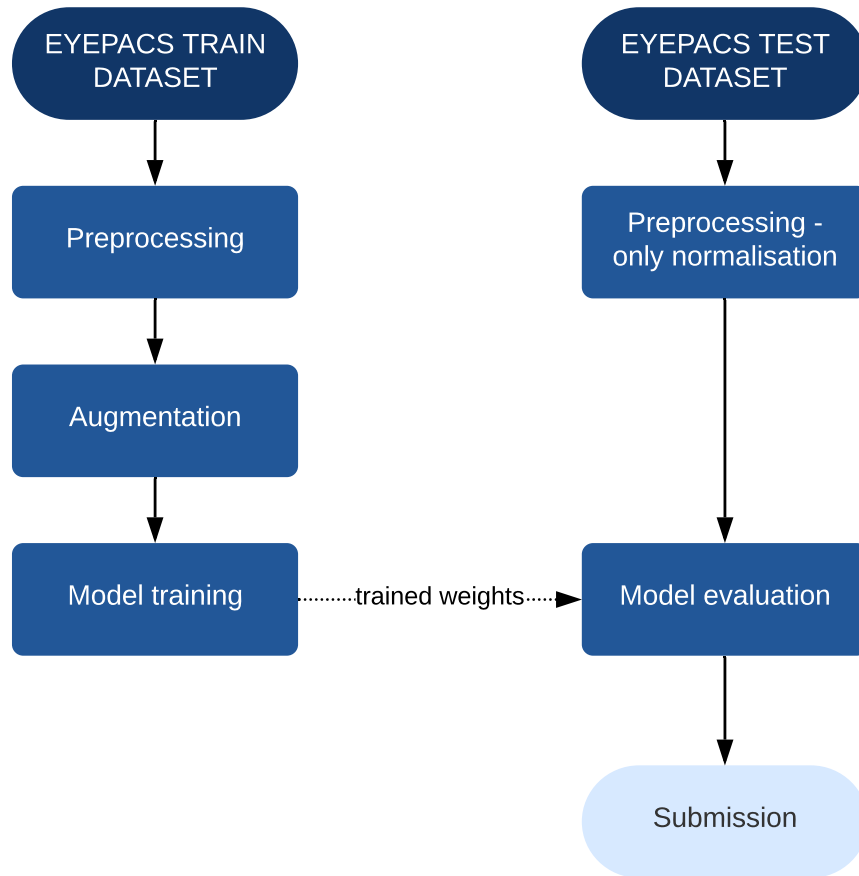 EYEPACS TRAIN
DATASET
EYEPACS TEST
DATASET
Preprocessing
Preprocessing -
only normalisation
Augmentation
Model training
trained weights
Model evaluation
Submission